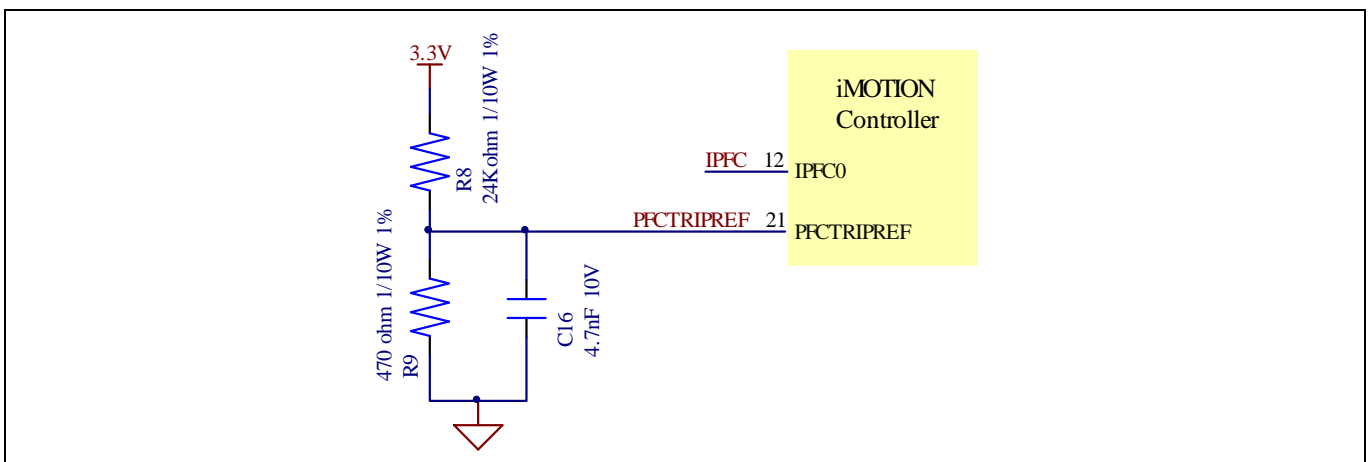 3.3V
R8
24Kohm 1/10W 1%
470 ohm 1/10W 1%
R9
C16
4.7nF 10V
iMOTION
Controller
IPFC 12 IPFC0
PFCTRIPREF 21 PFCTRIPREF